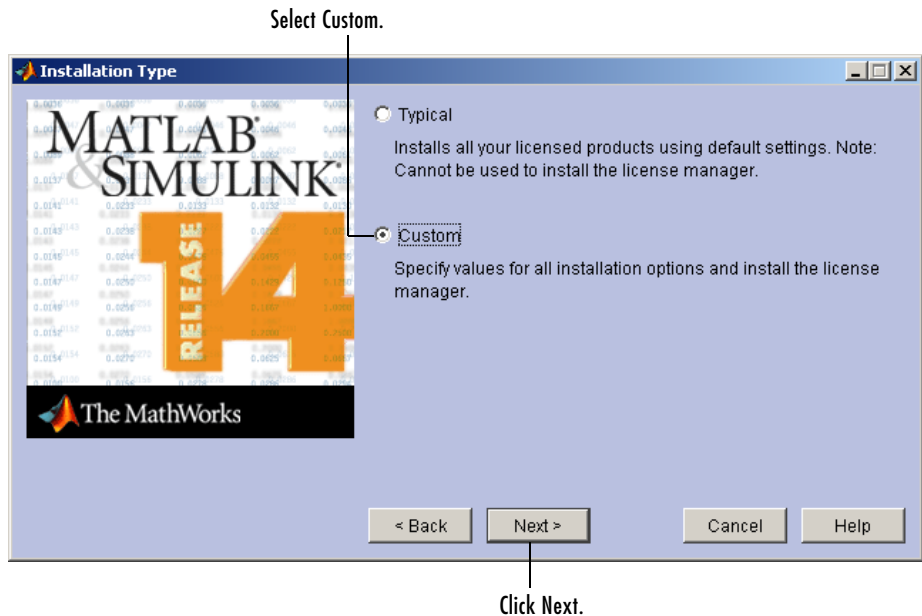 Select Custom.
Installation Type
MATLAB
& SIMULINK
RELEASE
14
The MathWorks
Typical
Installs all your licensed products using default settings. Note:
Cannot be used to install the license manager.
Custom
Specify values for all installation options and install the license
manager.
< Back
Next >
Cancel
Help
Click Next.